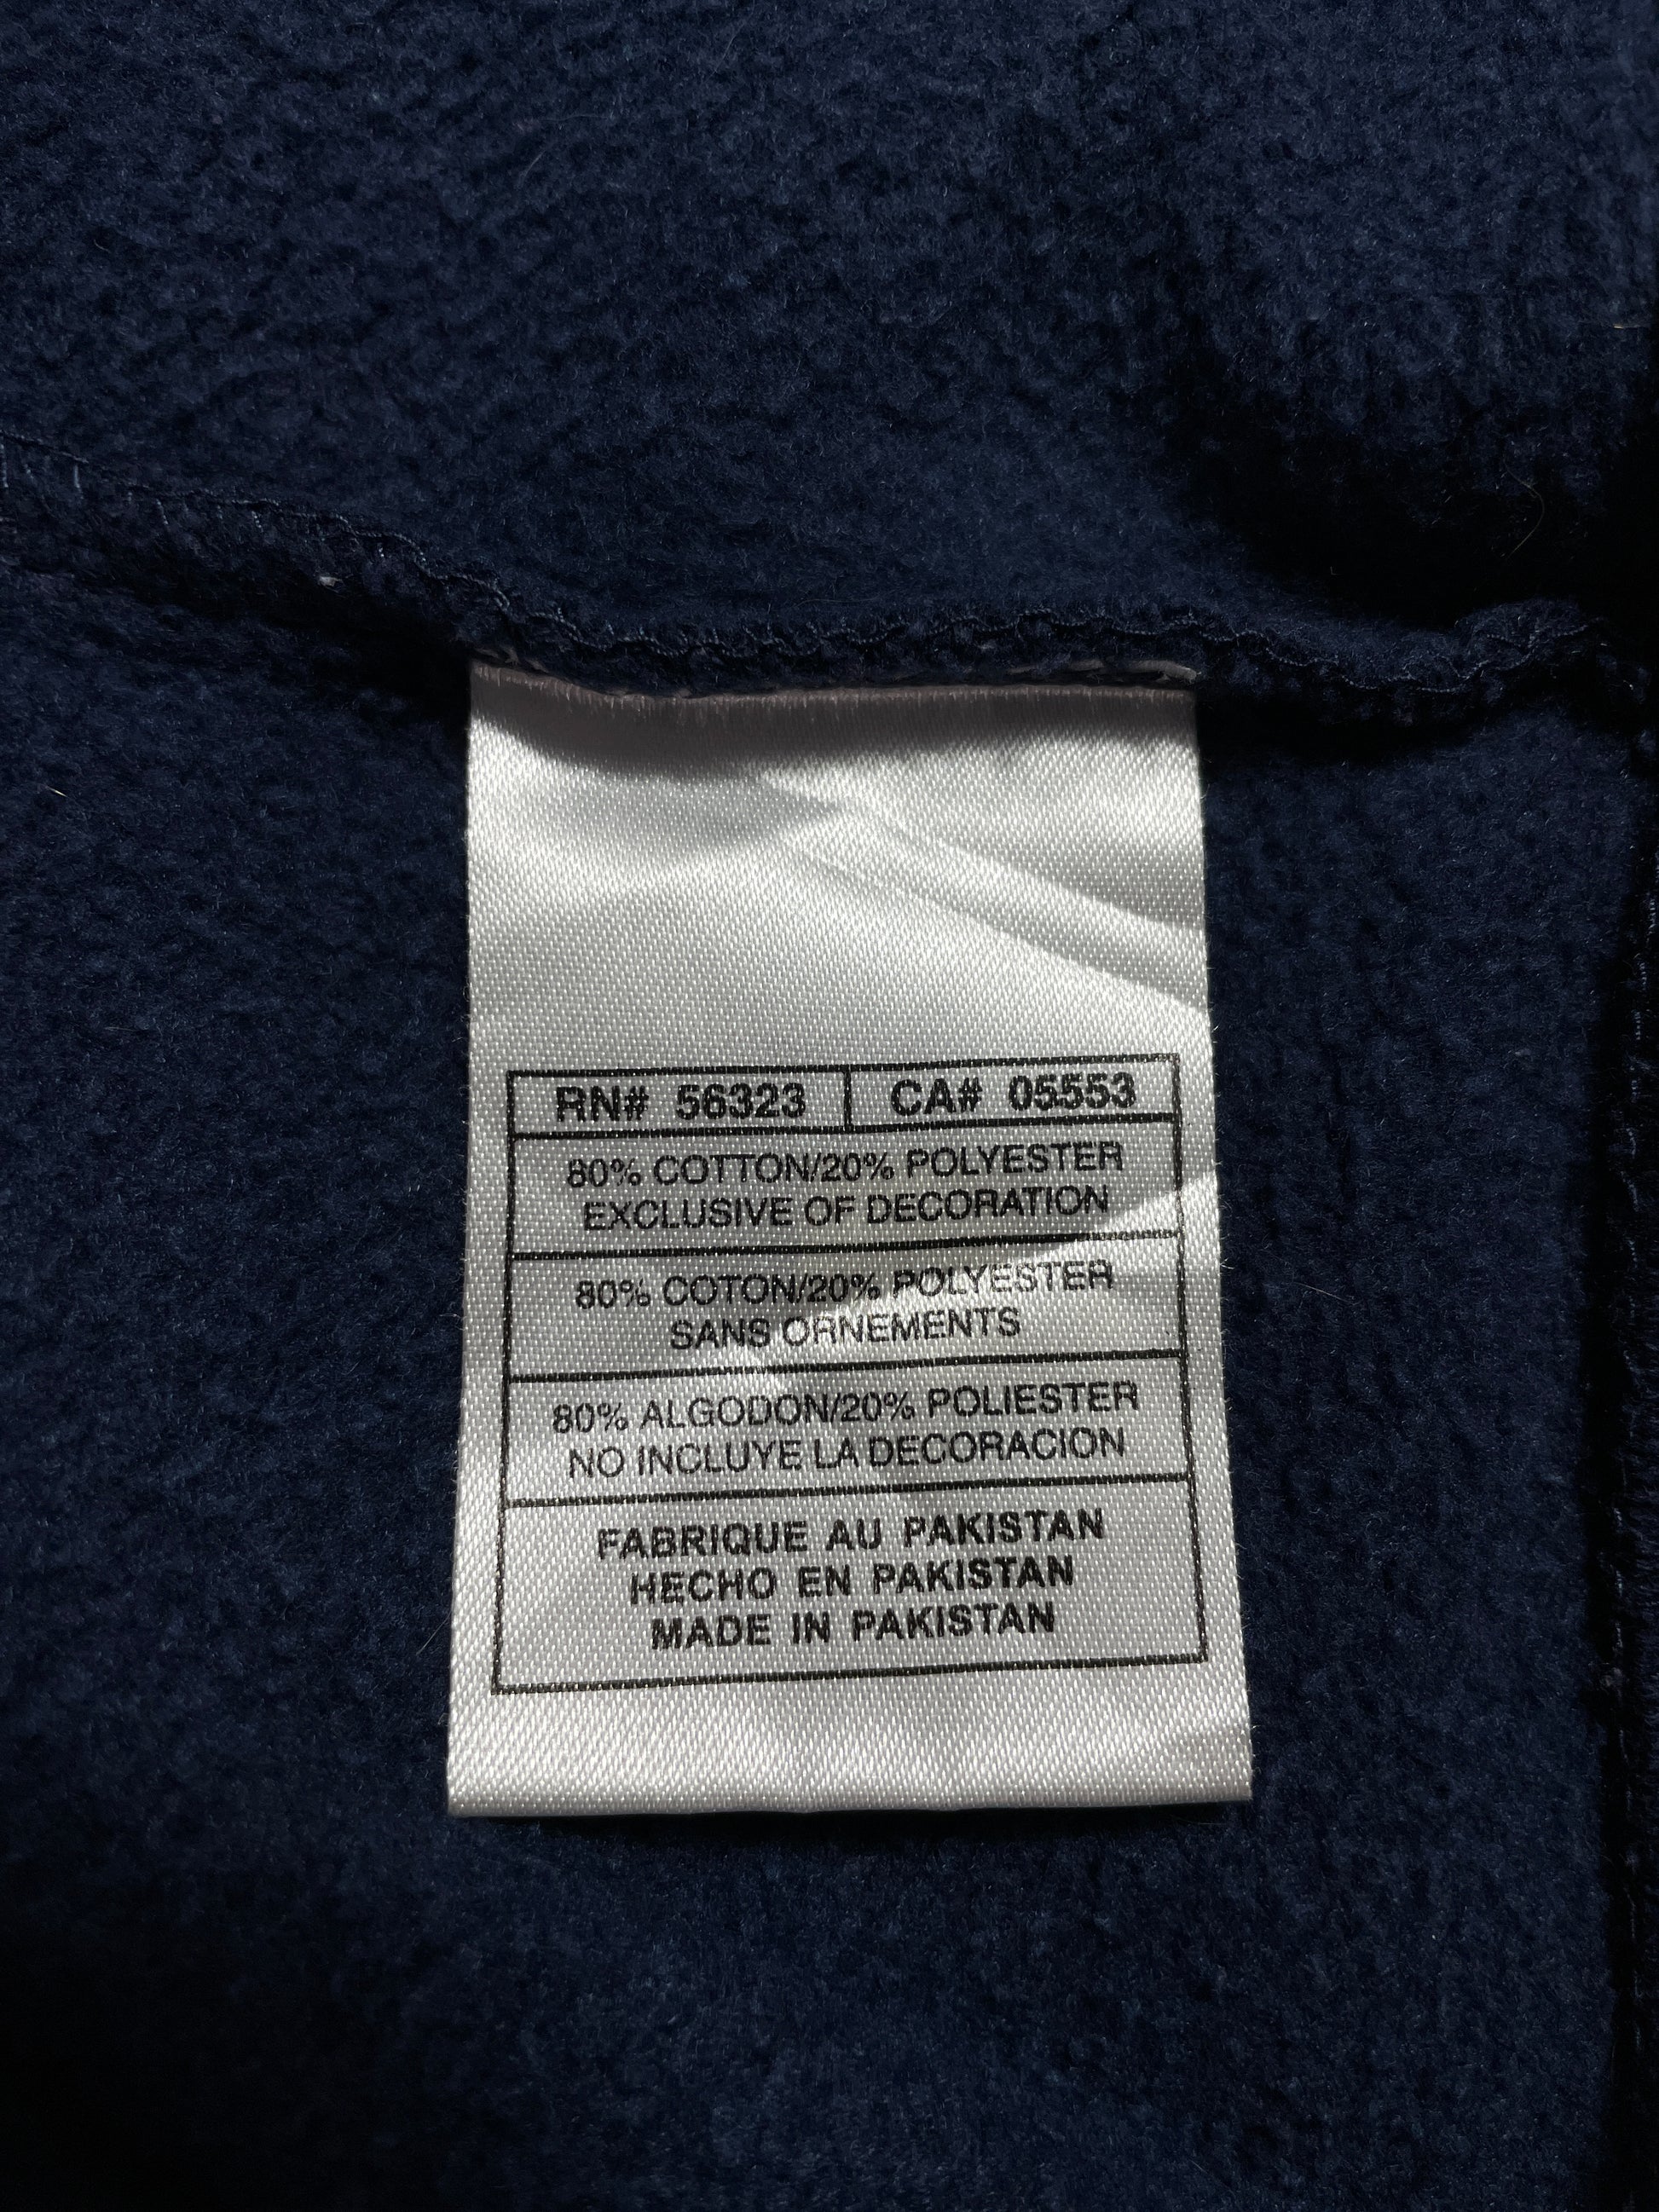 RN# 56323 CA# 05553
80% COTTON/20% POLYESTER
EXCLUSIVE OF DECORATION
80% COTON/20% POLYESTER
SANS ORNEMENTS
80% ALGODON/20% POLIESTER
NO INCLUYE LA DECORACION
FABRIQUE AU PAKISTAN
HECHO EN PAKISTAN
MADE IN PAKISTAN